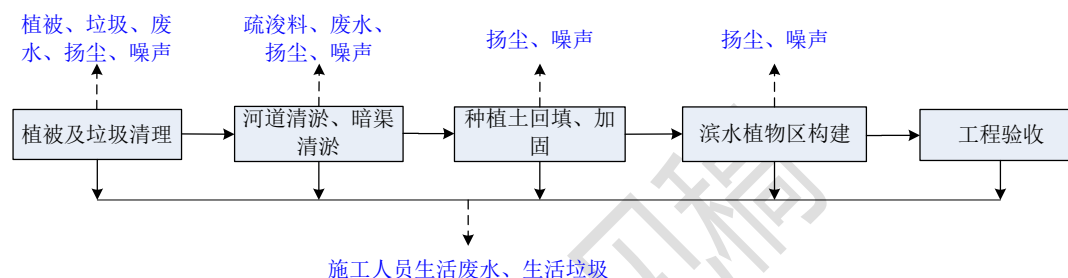 植被、垃圾、废
水、扬尘、噪声
疏浚料、废水、
扬尘、噪声
扬尘、噪声
扬尘、噪声
植被及垃圾清理
河道清淤、暗渠
清淤
种植土回填、加
固
滨水植物区构建
工程验收
施工人员生活废水、生活垃圾